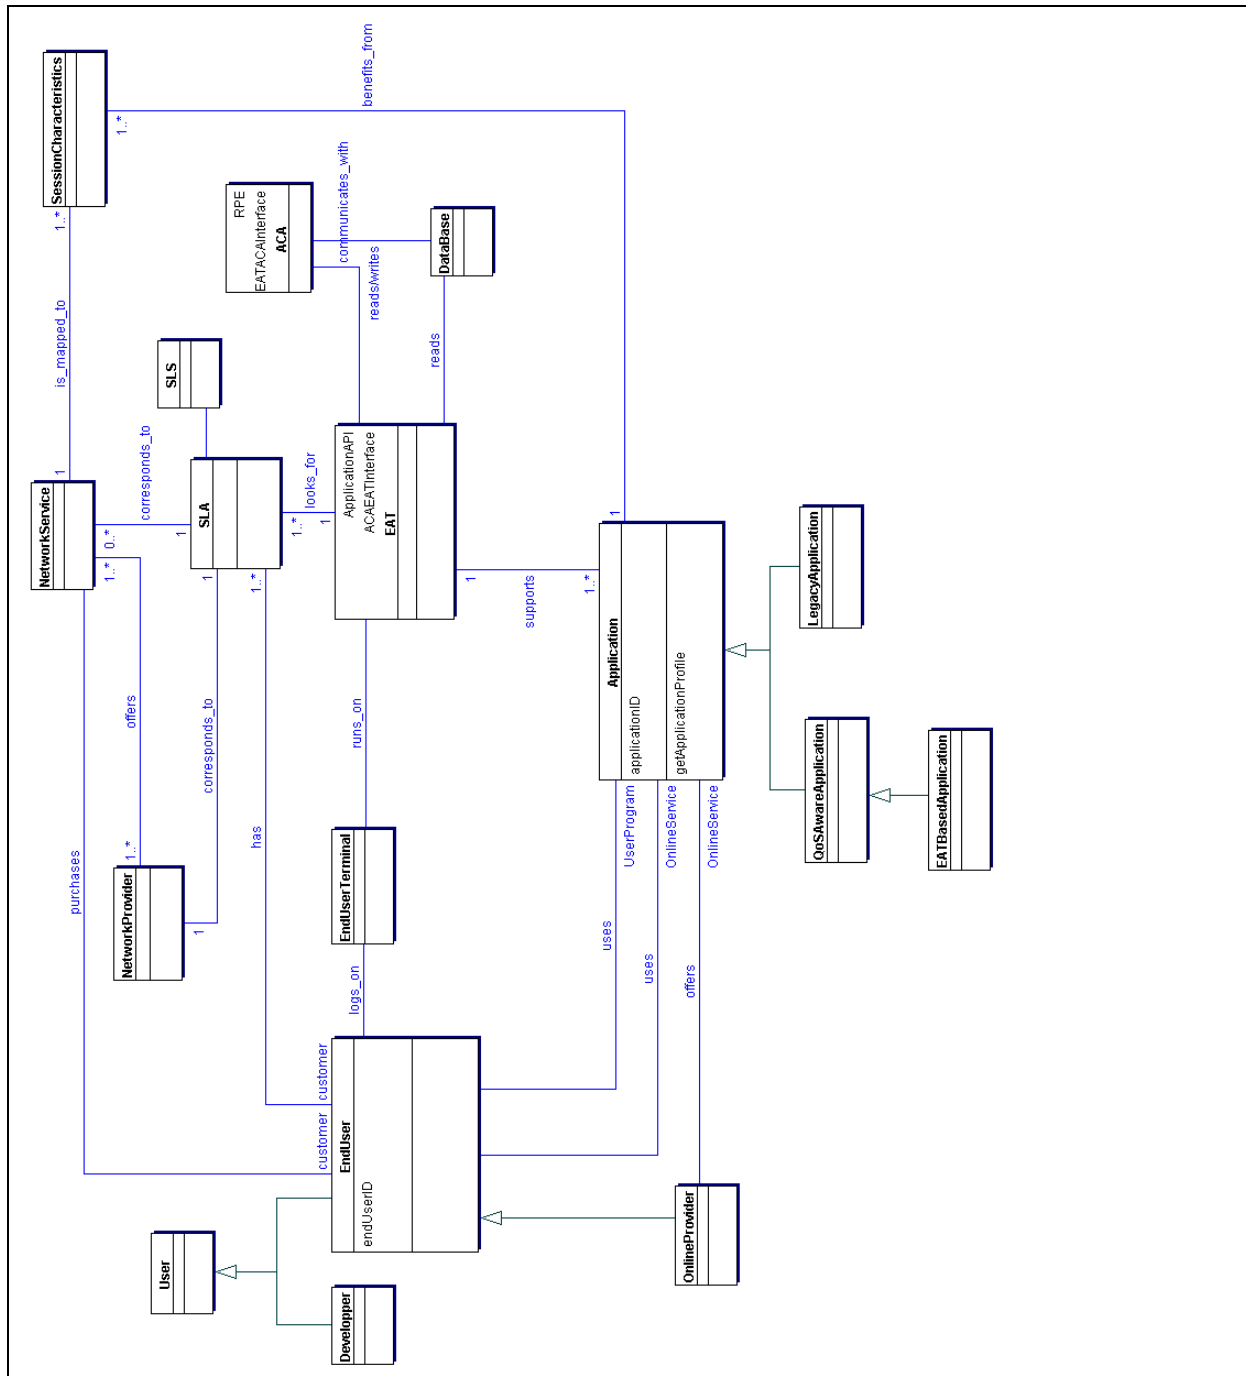 NetworkService
SessionCharacteristics
1
is_mapped_to
1..*
purchases
1..*
0..*
1..*
NetworkProvider
1..*
offers
corresponds_to
User
SLS
1
1
corresponds_to
1
SLA
RPE
EATACAInterface
ACA
has
1..*
1..*
looks_for
1
customer
customer
EndUser
endUserID
Developper
logs_on
EndUserTerminal
runs_on
ApplicationAPI
ACAEATInterface
EAT
communicates_with
reads/writes
benefits_from
reads
DataBase
1
supports
1..*
1
uses
UserProgram
Application
applicationID
getApplicationProfile
uses
OnlineService
offers
OnlineService
OnlineProvider
QoSAwareApplication
LegacyApplication
EATBasedApplication